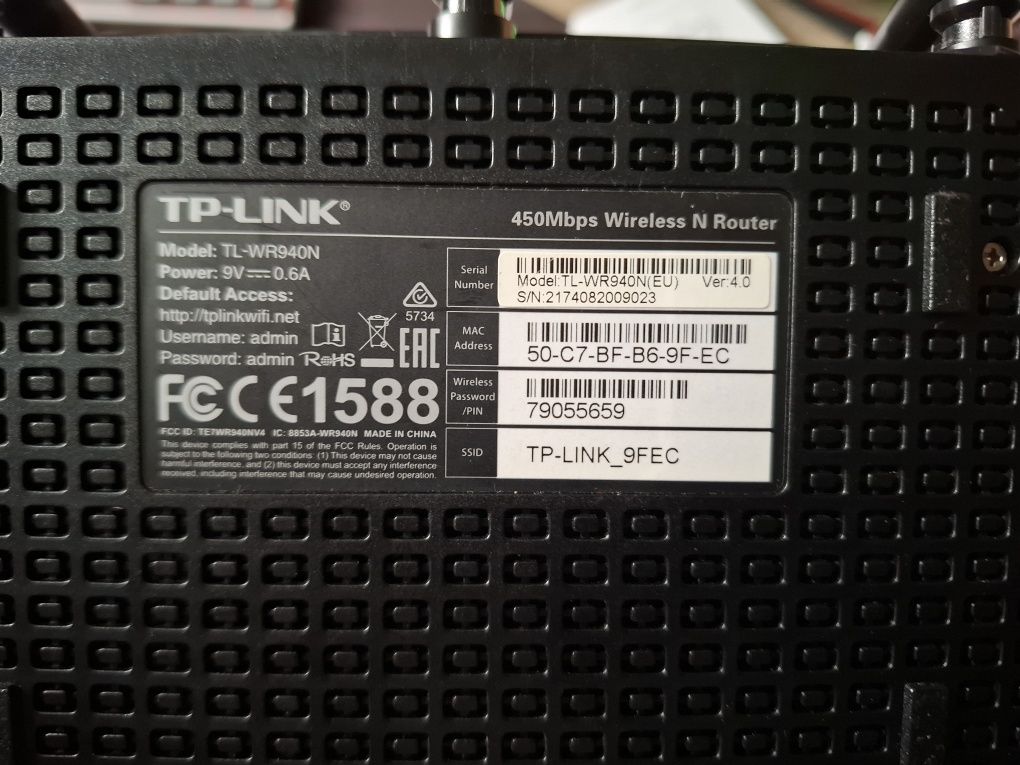 TP-LINK®
450Mbps Wireless N Router
Model: TL-WR940N
Power: 9V⎓0.6A
Default Access:
http://tplinkwifi.net
Username: admin
Password: admin
RoHS
5734
EAC
FC CE1588
FCC ID: TE7WR940NV4 IC: 8853A-WR940N MADE IN CHINA
This device complies with part 15 of the FCC Rules. Operation is
subject to the following two conditions: (1) This device may not cause
harmful interference, and (2) this device must accept any interference
received, including interference that may cause undesired operation.
Serial
Number
Model:TL-WR940N(EU) Ver:4.0
S/N:2174082009023
MAC
Address
50-C7-BF-B6-9F-EC
Wireless
Password
/PIN
79055659
SSID
TP-LINK_9FEC